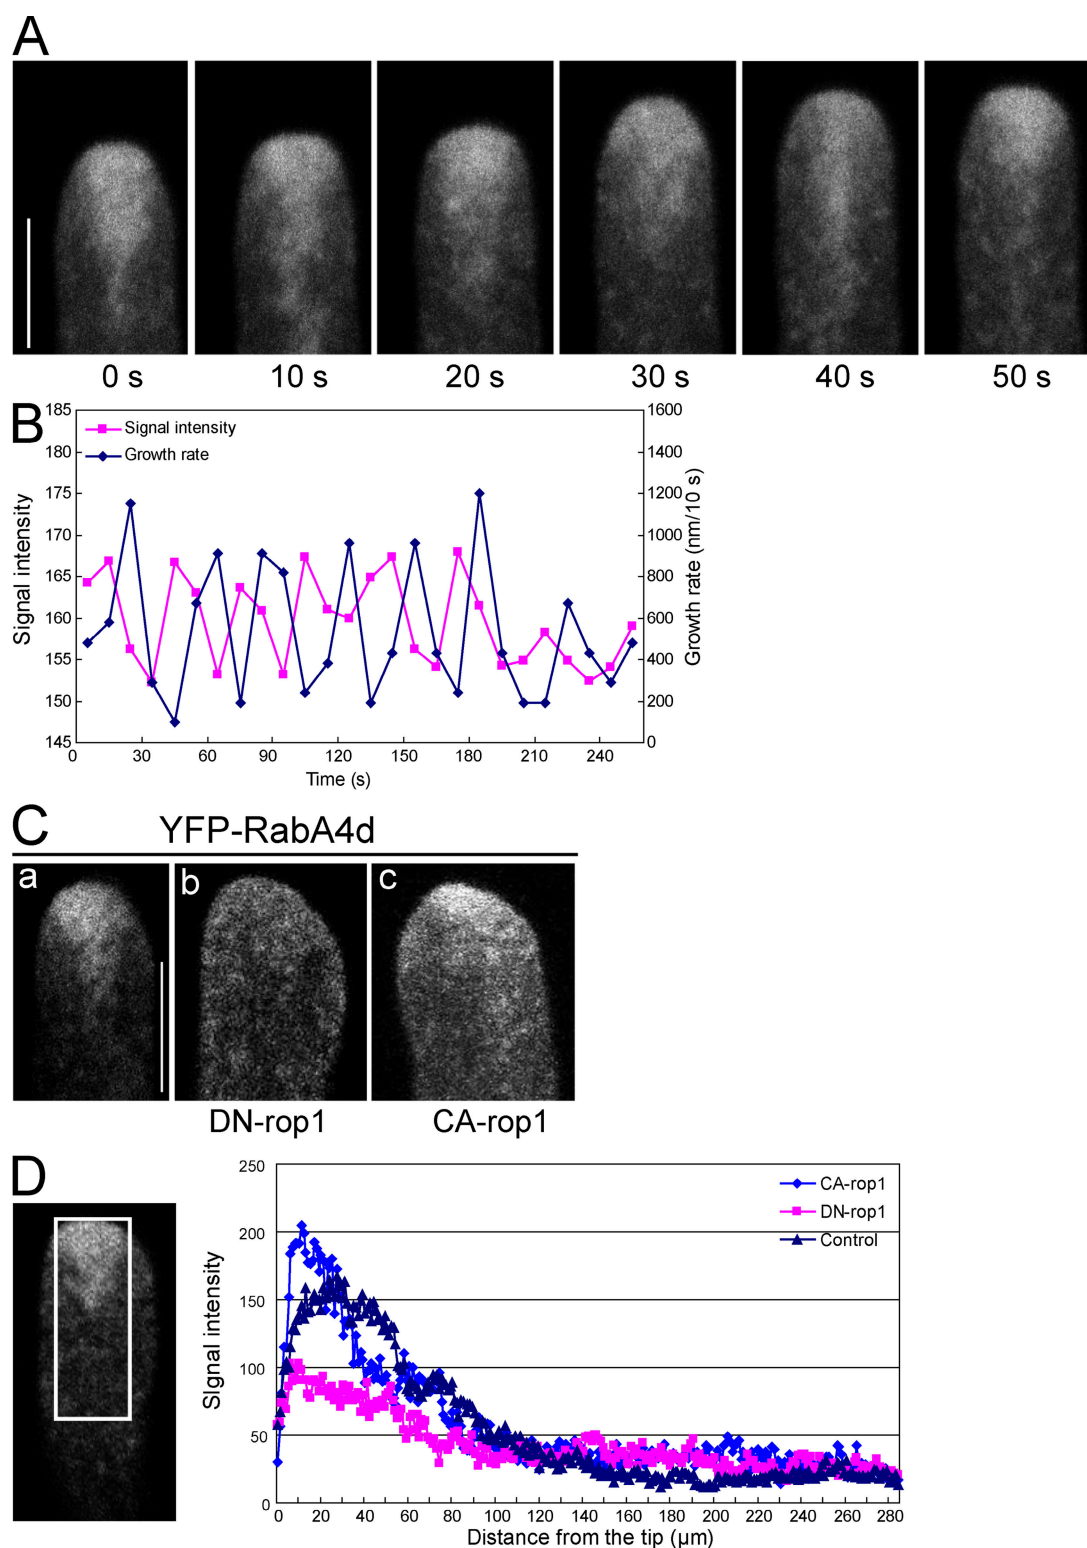 A
0 s 10 s 20 s 30 s 40 s 50 s
B
Signal intensity
Growth rate
185
180
175
170
165
160
155
150
145
Signal intensity
1600
1400
1200
1000
800
600
400
200
0
Growth rate (nm/10 s)
0 30 60 90 120 150 180 210 240
Time (s)
C
YFP-RabA4d
a b c
DN-rop1 CA-rop1
D
250
200
150
100
50
0
SIgnal intensity
CA-rop1
DN-rop1
Control
0 20 40 60 80 100 120 140 160 180 200 220 240 260 280
Distance from the tip (µm)